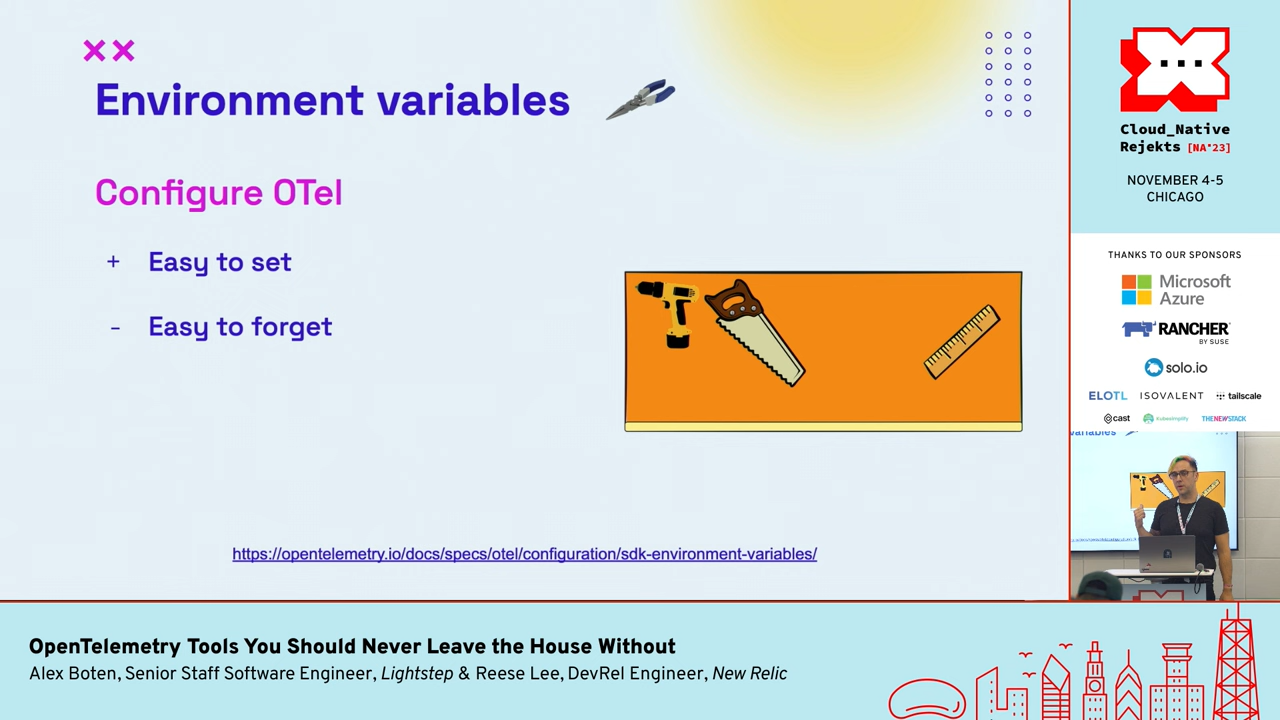 Environment variables
Configure OTel
+ Easy to set
- Easy to forget
https://opentelemetry.io/docs/specs/otel/configuration/sdk-environment-variables/
Cloud_Native
Rejekts [NA'23]
NOVEMBER 4-5
CHICAGO
THANKS TO OUR SPONSORS
Microsoft
Azure
RANCHER
BY SUSE
solo.io
ELOTL ISOVALENT tailscale
cast kubesimplify THENEWSTACK
variables
OpenTelemetry Tools You Should Never Leave the House Without
Alex Boten, Senior Staff Software Engineer, Lightstep & Reese Lee, DevRel Engineer, New Relic